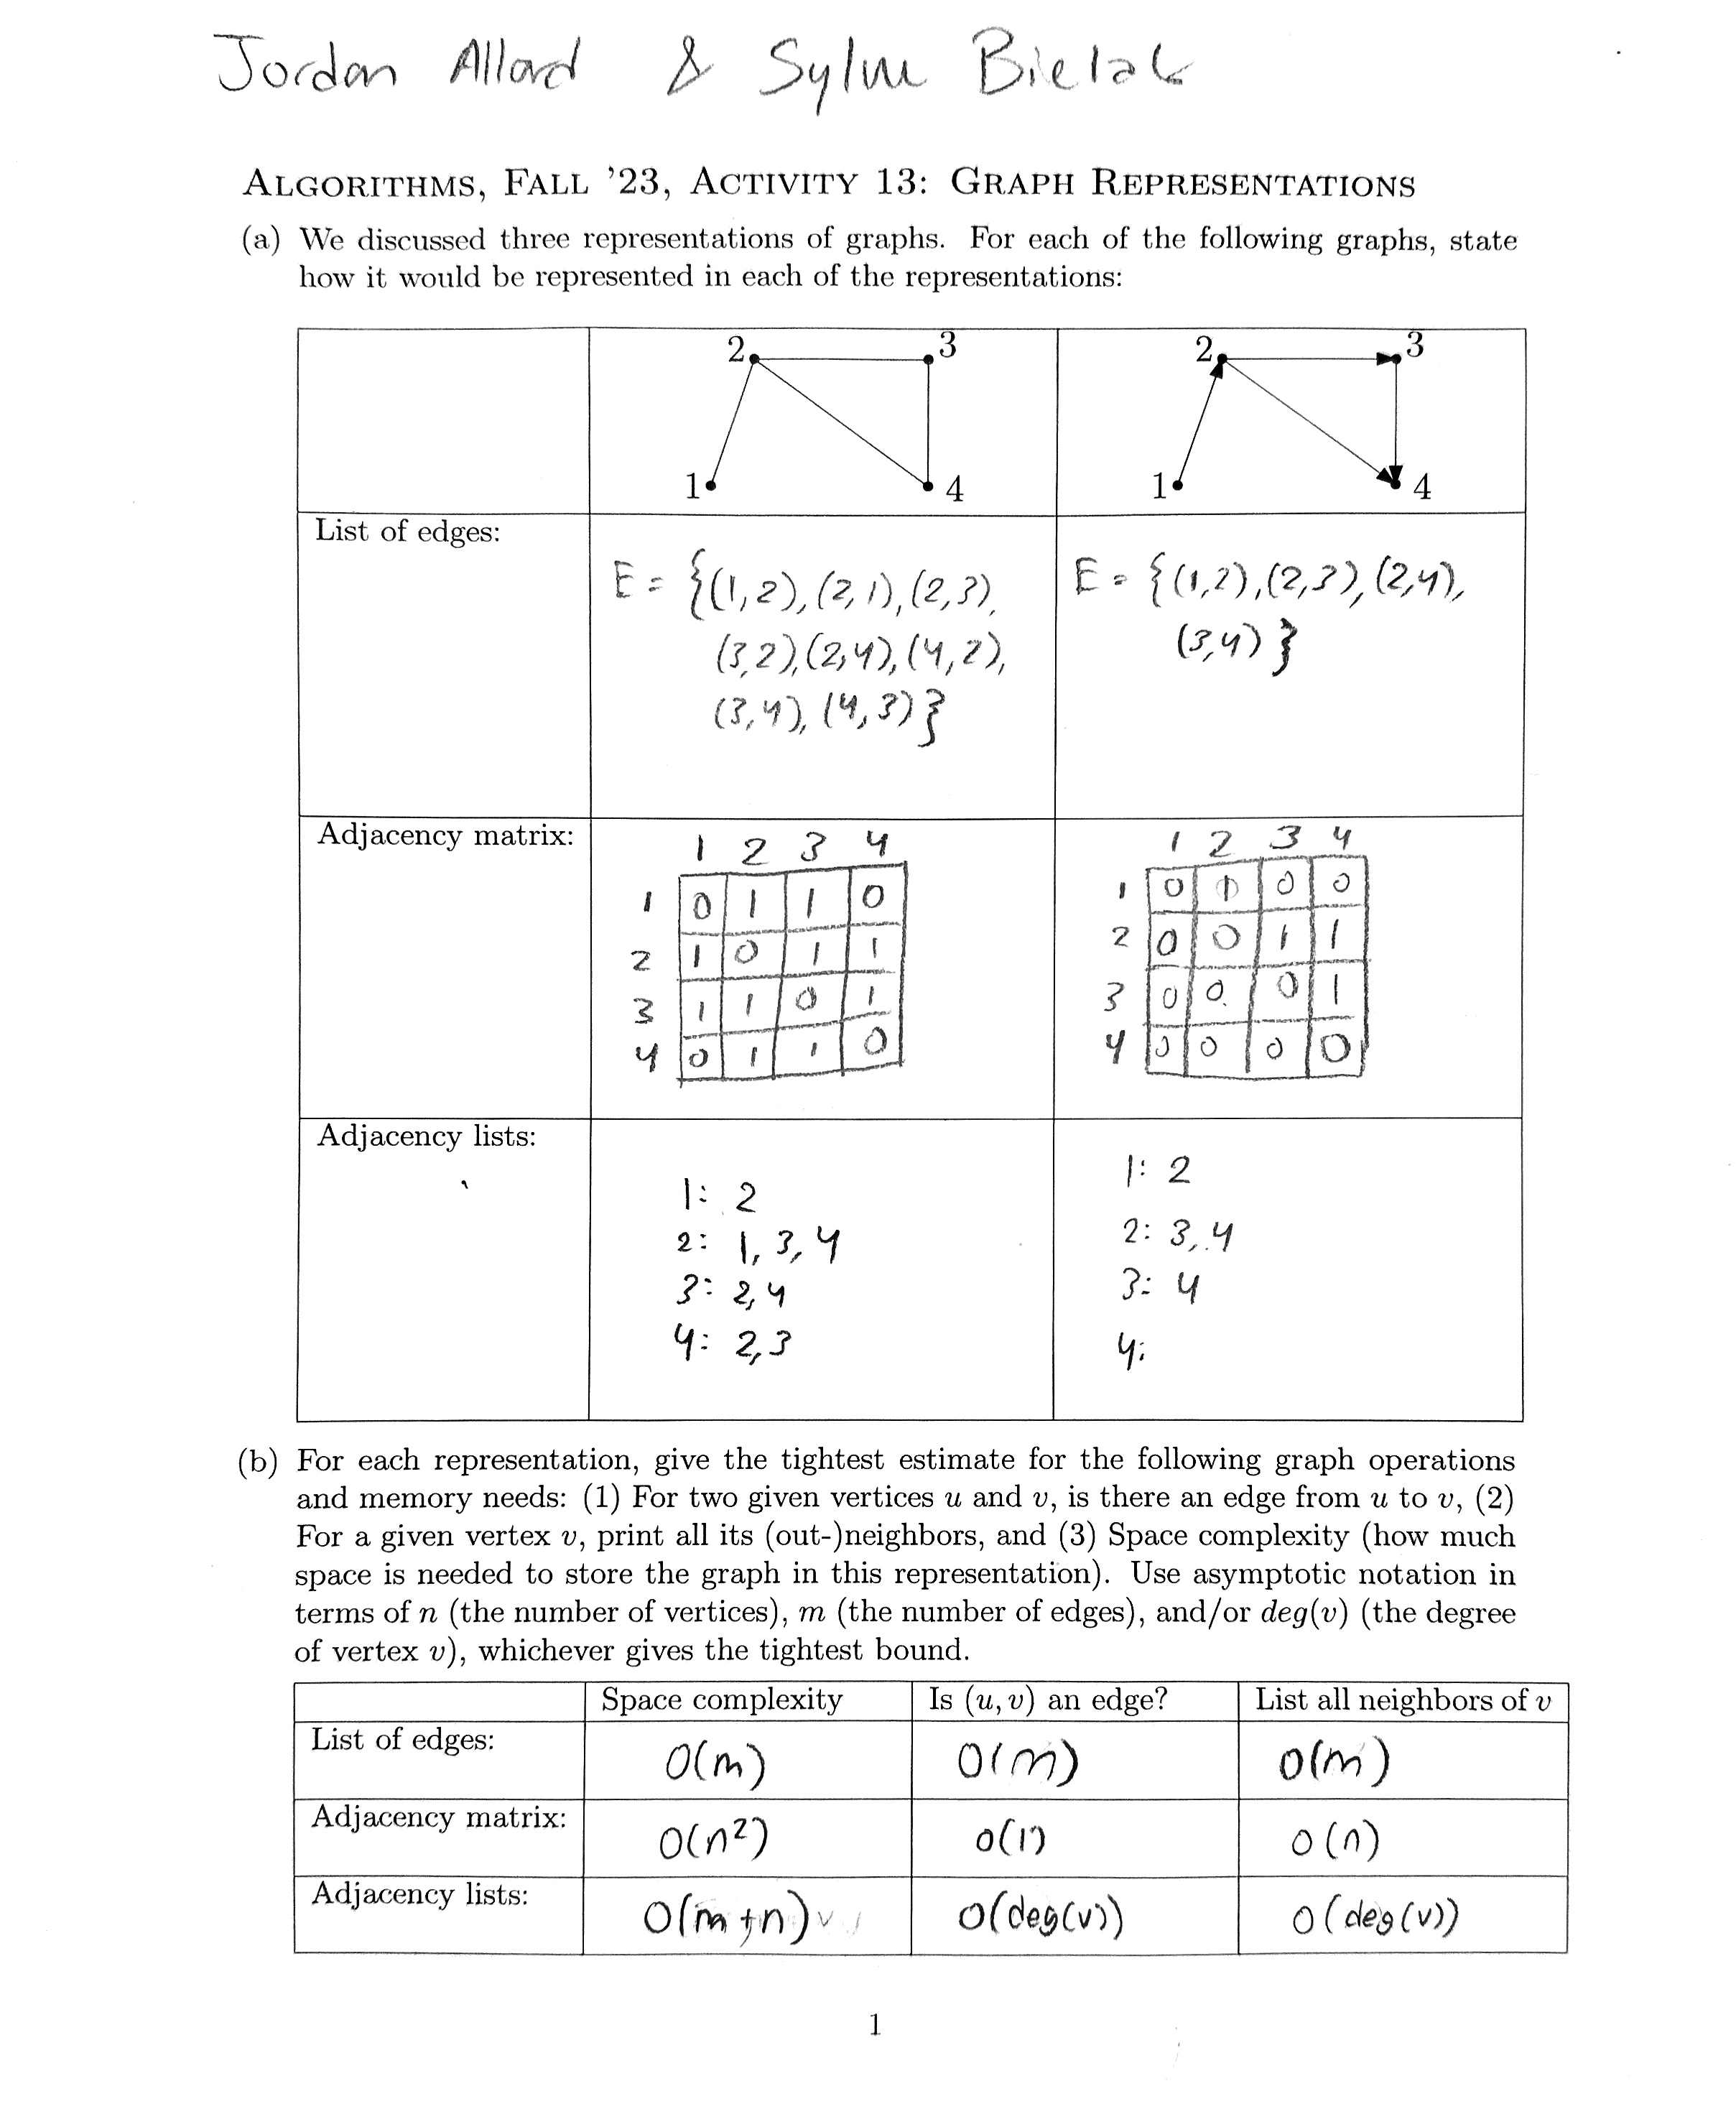 Jordan Allard & Sylvie Bielak
ALGORITHMS, FALL '23, ACTIVITY 13: GRAPH REPRESENTATIONS
(a) We discussed three representations of graphs. For each of the following graphs, state
how it would be represented in each of the representations:
2 3 2 3
1 4 1 4
List of edges:
E = {(1,2), (2,1), (2,3),
(3,2), (2,4), (4,2),
(3,4), (4,3)}
E = {(1,2), (2,3), (2,4),
(3,4)}
Adjacency matrix:
1 2 3 4
1 0 1 1 0
2 1 0 1 1
3 1 1 0 1
4 0 1 1 0
1 2 3 4
1 0 1 0 0
2 0 0 1 1
3 0 0 0 1
4 0 0 0 0
Adjacency lists:
1: 2
2: 1, 3, 4
3: 2, 4
4: 2, 3
1: 2
2: 3, 4
3: 4
4:
(b) For each representation, give the tightest estimate for the following graph operations
and memory needs: (1) For two given vertices u and v, is there an edge from u to v, (2)
For a given vertex v, print all its (out-)neighbors, and (3) Space complexity (how much
space is needed to store the graph in this representation). Use asymptotic notation in
terms of n (the number of vertices), m (the number of edges), and/or deg(v) (the degree
of vertex v), whichever gives the tightest bound.
Space complexity Is (u, v) an edge? List all neighbors of v
List of edges: O(m) O(m) O(m)
Adjacency matrix: O(n²) O(1) O(n)
Adjacency lists: O(m+n) O(deg(v)) O(deg(v))
1